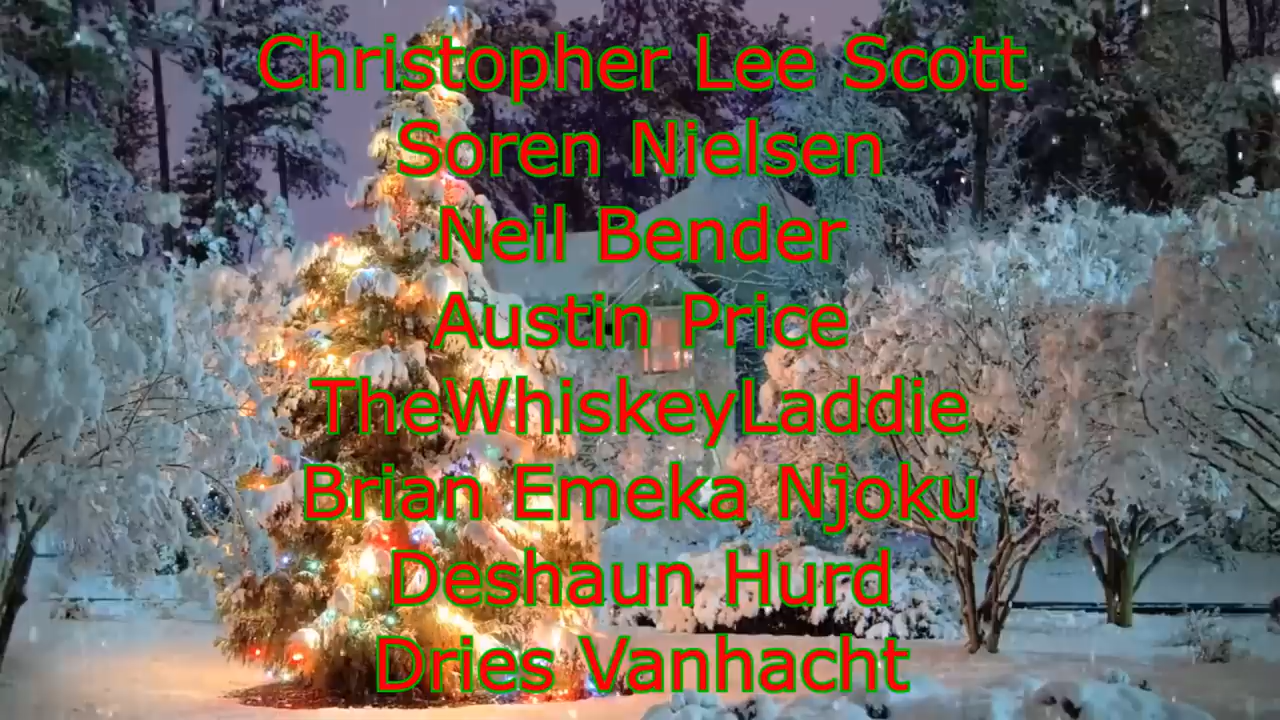 Christopher Lee Scott
Soren Nielsen
Neil Bender
Austin Price
TheWhiskeyLaddie
Brian Emeka Njoku
Deshaun Hurd
Dries Vanhacht